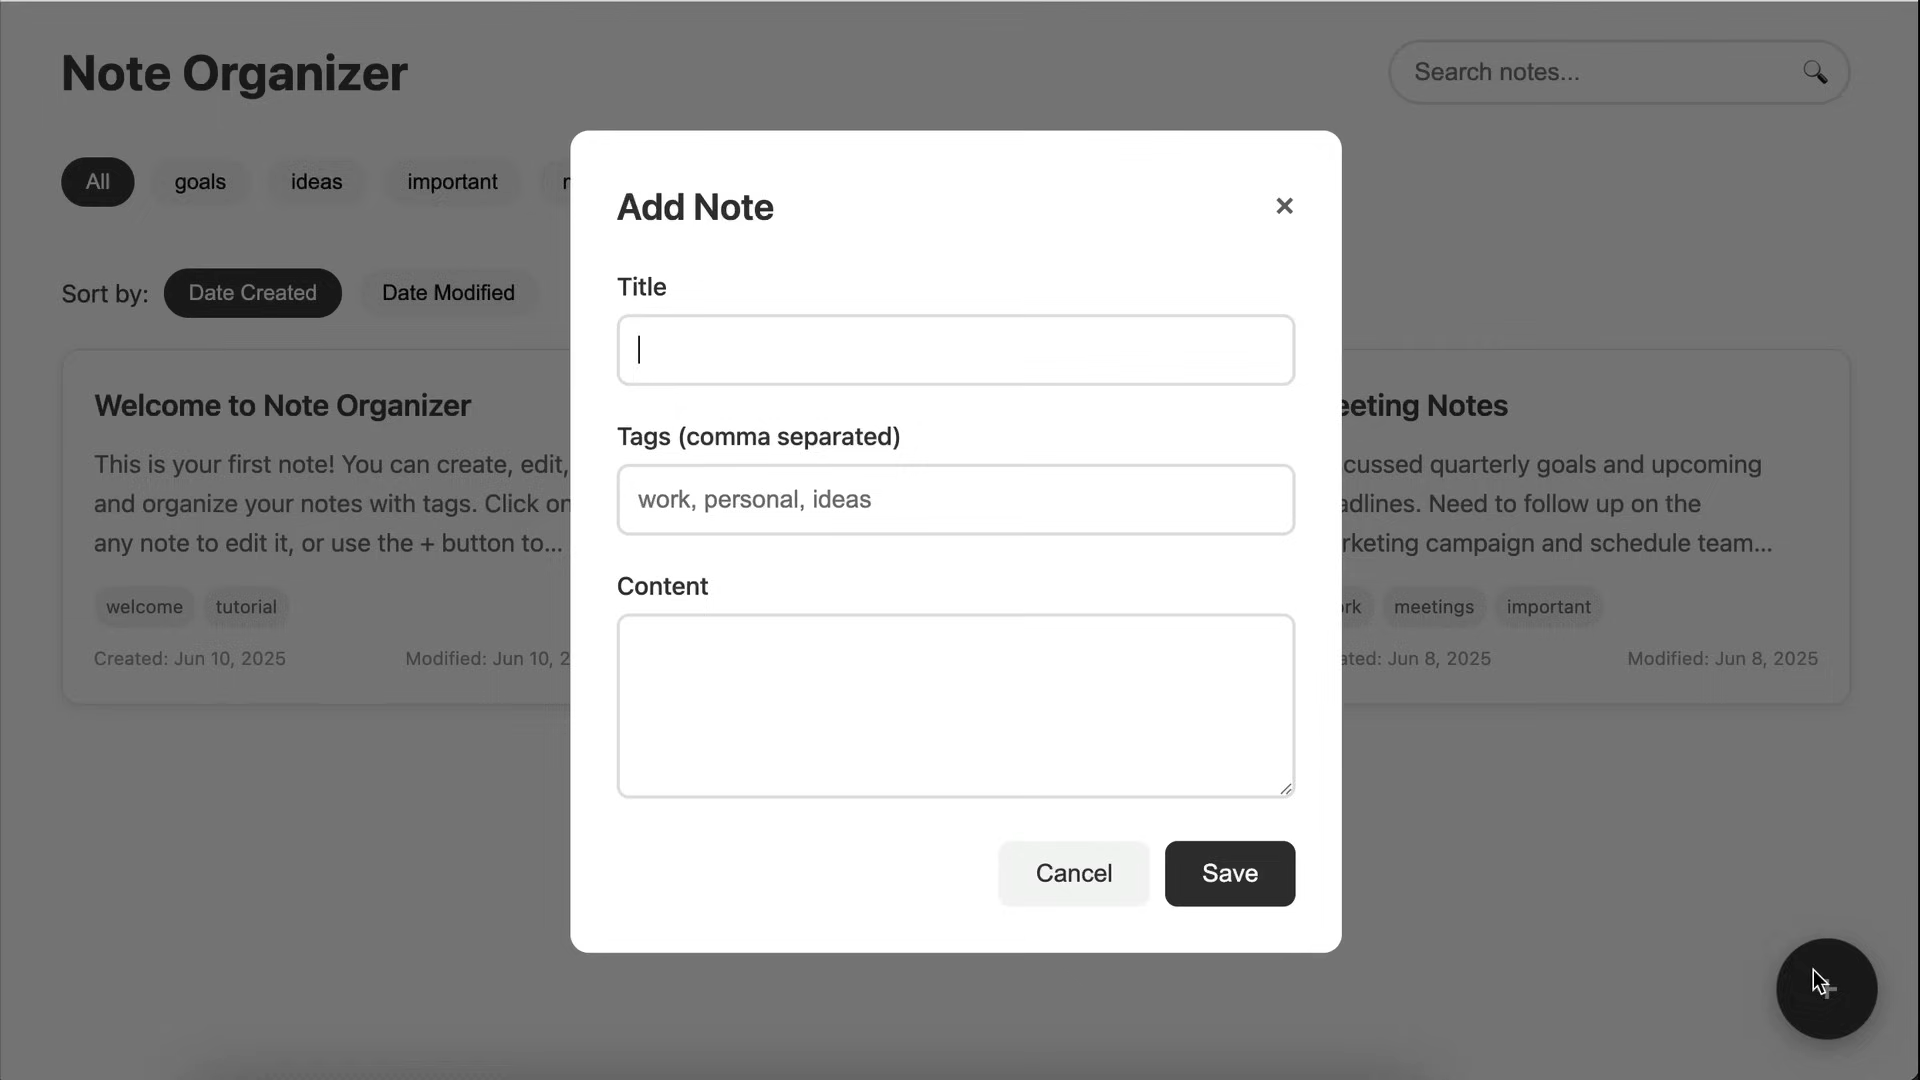 Note Organizer
Search notes...
All goals ideas important
Sort by: Date Created Date Modified
Add Note ×
Title
Tags (comma separated)
work, personal, ideas
Content
Cancel Save
Welcome to Note Organizer
This is your first note! You can create, edit,
and organize your notes with tags. Click on
any note to edit it, or use the + button to...
welcome tutorial
Created: Jun 10, 2025 Modified: Jun 10, 2
eeting Notes
cussed quarterly goals and upcoming
adlines. Need to follow up on the
rketing campaign and schedule team...
rk meetings important
ated: Jun 8, 2025 Modified: Jun 8, 2025